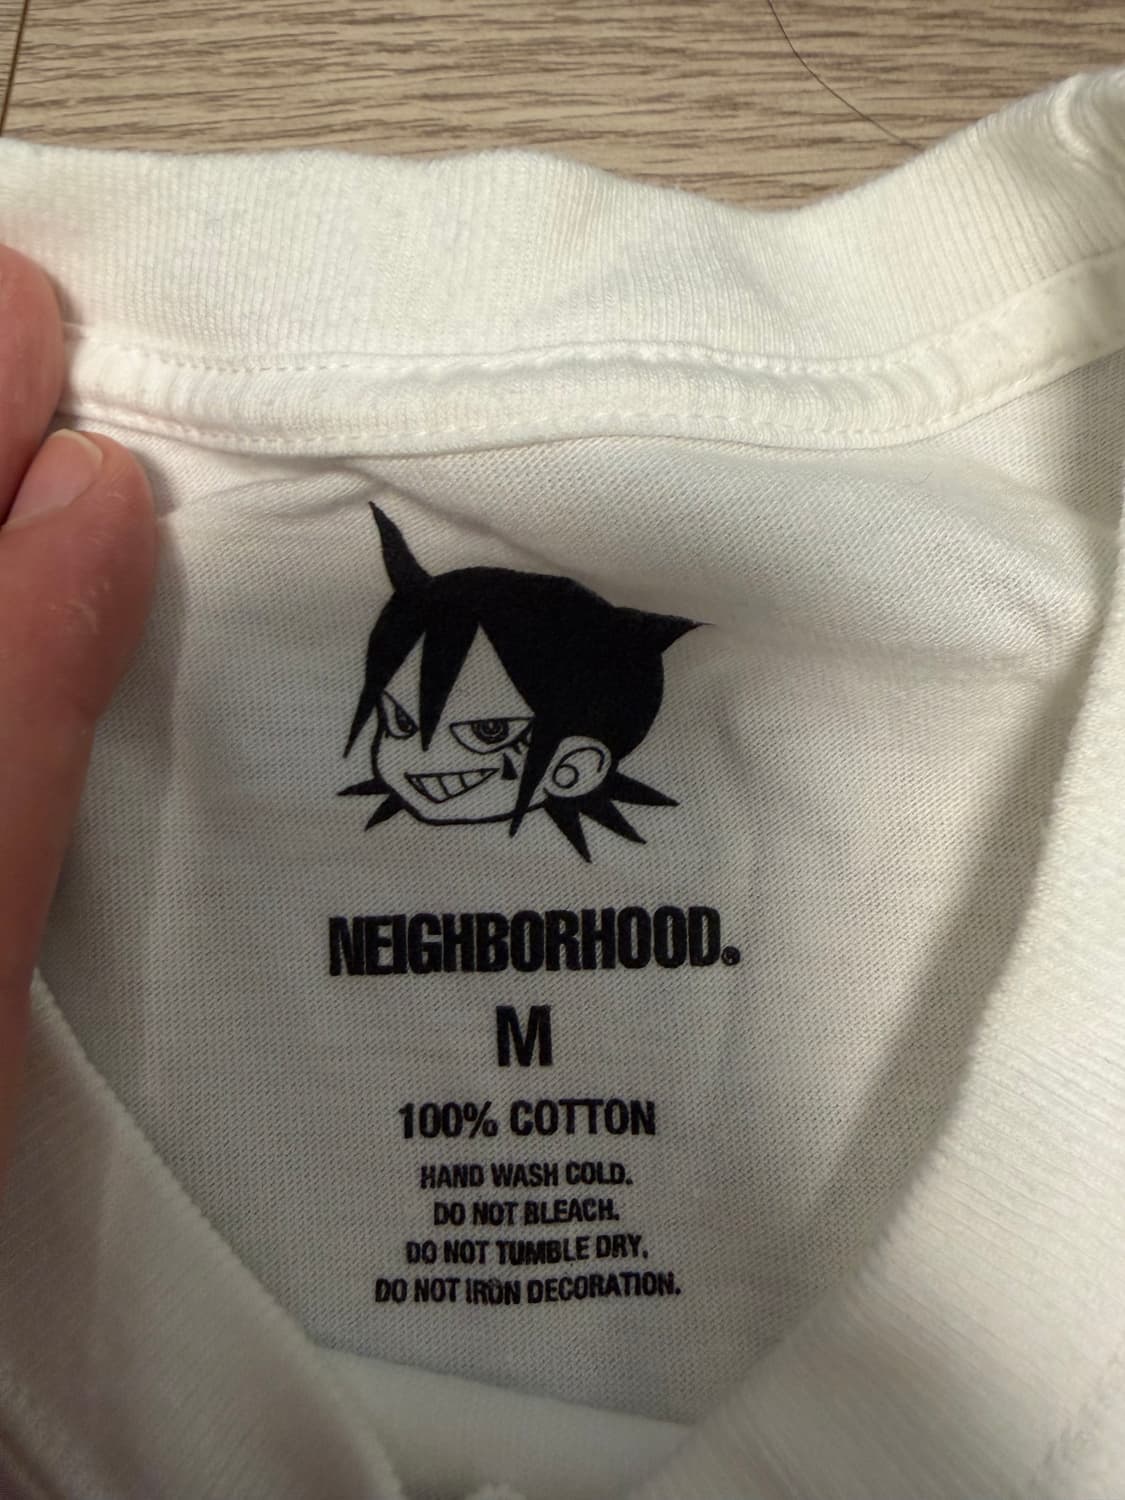 NEIGHBORHOOD®
M
100% COTTON
HAND WASH COLD.
DO NOT BLEACH.
DO NOT TUMBLE DRY.
DO NOT IRON DECORATION.